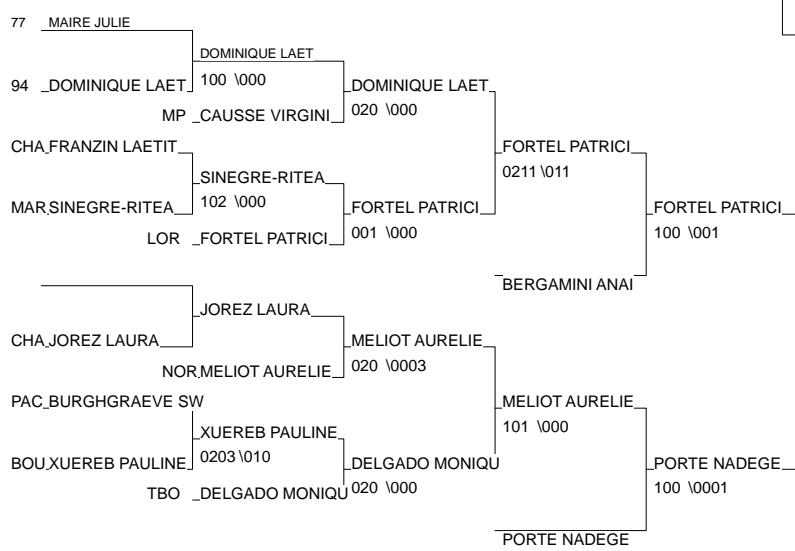 77 MAIRE JULIE
DOMINIQUE LAET
94 DOMINIQUE LAET 100 \000 DOMINIQUE LAET
MP CAUSSE VIRGINI 020 \000
CHA FRANZIN LAETIT FORTEL PATRICI
0211 \011
SINEGRE-RITEA
MAR SINEGRE-RITEA 102 \000 FORTEL PATRICI FORTEL PATRICI
LOR FORTEL PATRICI 001 \000 100 \001
BERGAMINI ANAI
JOREZ LAURA
CHA JOREZ LAURA MELIOT AURELIE
NOR MELIOT AURELIE 020 \0003
PAC BURGHGRAEVE SW MELIOT AURELIE
101 \000
XUEREB PAULINE
BOU XUEREB PAULINE 0203 \010 DELGADO MONIQU PORTE NADEGE
TBO DELGADO MONIQU 020 \000 100 \0001
PORTE NADEGE